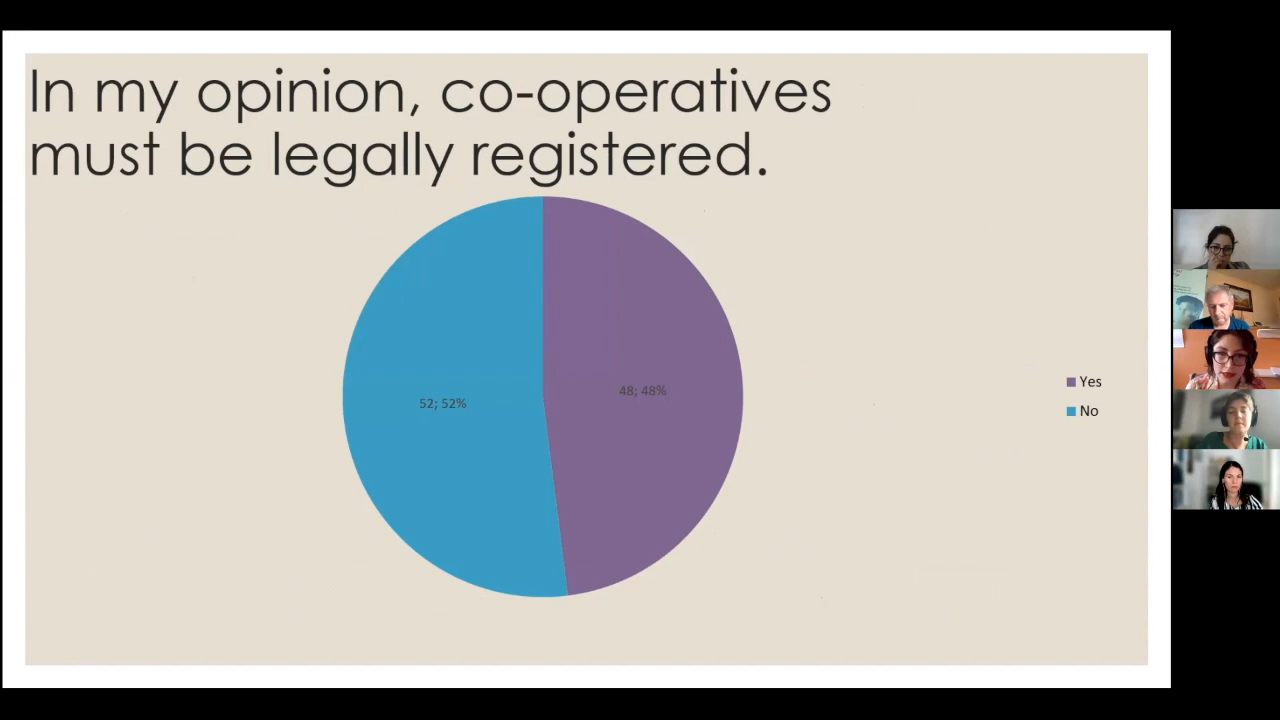 In my opinion, co-operatives
must be legally registered.
52; 52%
48; 48%
Yes
No